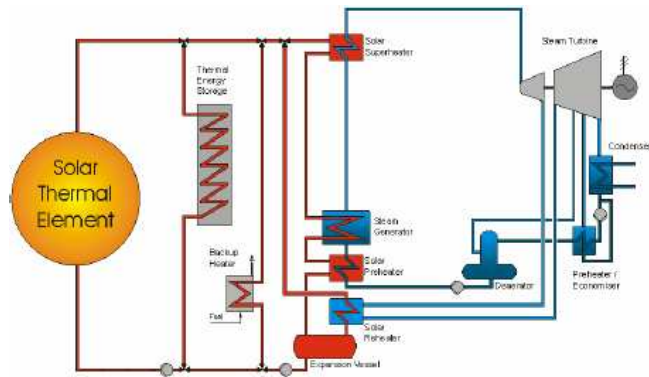 Solar
Superheater
Steam Turbine
Thermal
Energy
Storage
Solar
Thermal
Element
Condenser
Steam
Generator
Backup
Heater
Solar
Preheater
Deaerator
Preheater /
Economiser
Fuel
Solar
Reheater
Expansion Vessel